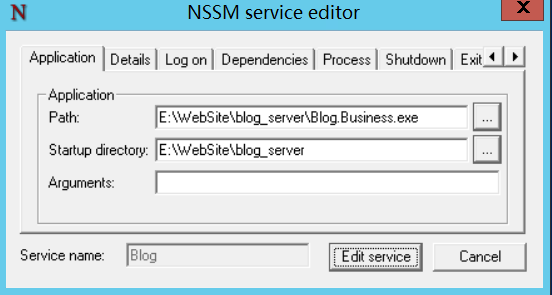 N NSSM service editor X
Application Details Log on Dependencies Process Shutdown Exit
Application
Path: E:\WebSite\blog_server\Blog.Business.exe ...
Startup directory: E:\WebSite\blog_server ...
Arguments:
Service name: Blog Edit service Cancel